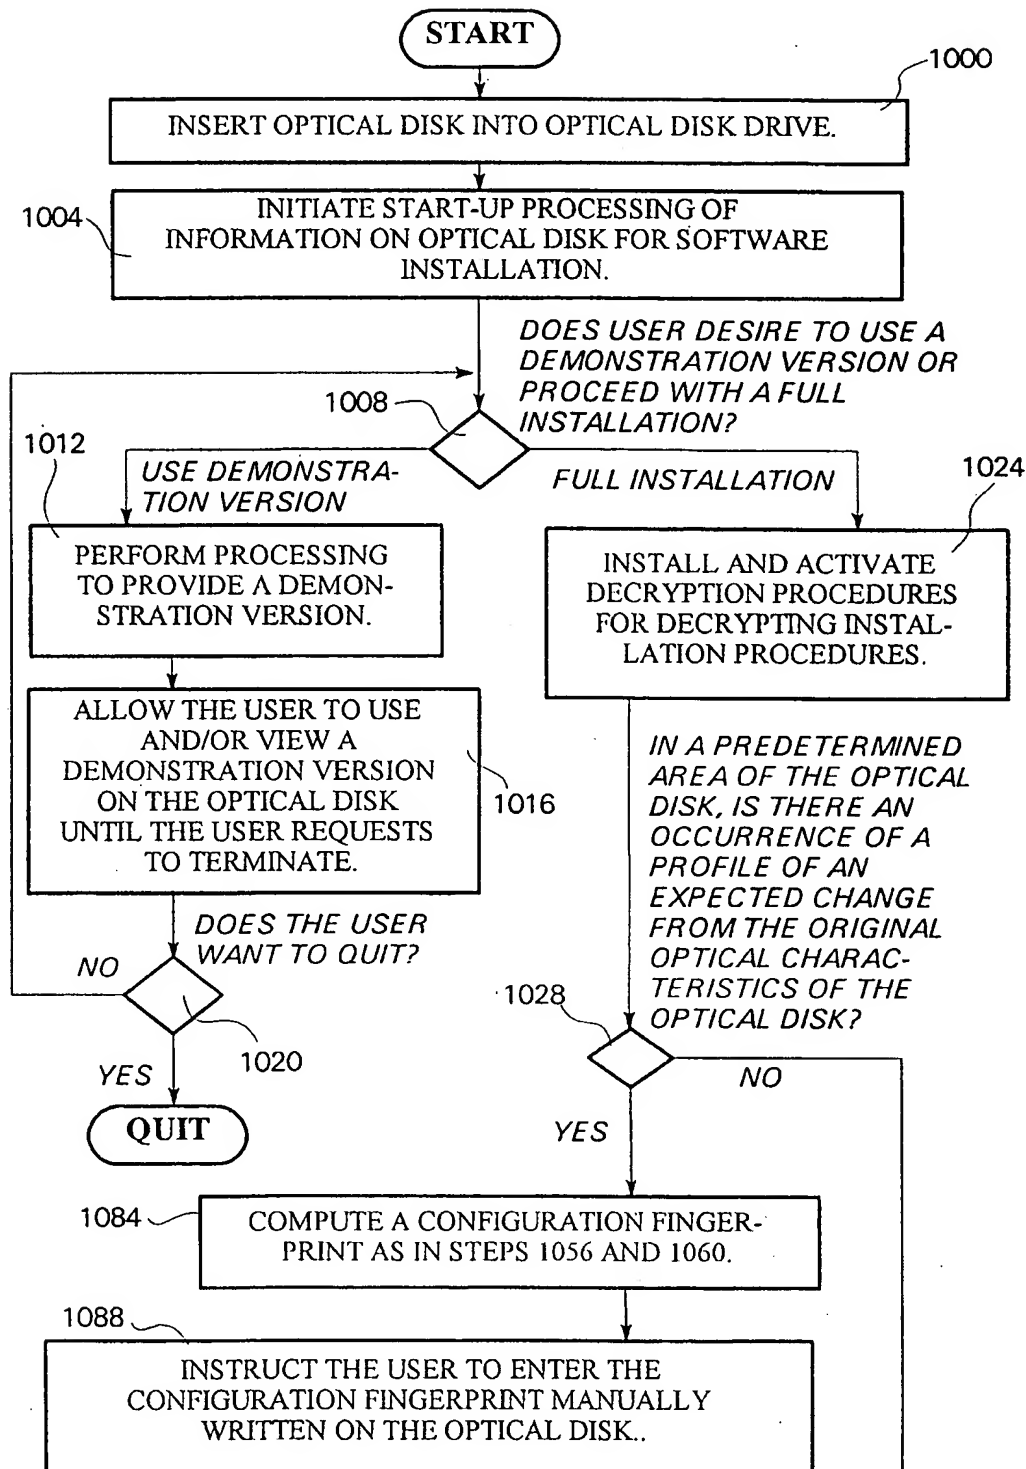 START
1000
INSERT OPTICAL DISK INTO OPTICAL DISK DRIVE.
1004
INITIATE START-UP PROCESSING OF
INFORMATION ON OPTICAL DISK FOR SOFTWARE
INSTALLATION.
DOES USER DESIRE TO USE A
DEMONSTRATION VERSION OR
PROCEED WITH A FULL
INSTALLATION?
1008
1012
USE DEMONSTRA-
TION VERSION
FULL INSTALLATION
1024
PERFORM PROCESSING
TO PROVIDE A DEMON-
STRATION VERSION.
INSTALL AND ACTIVATE
DECRYPTION PROCEDURES
FOR DECRYPTING INSTAL-
LATION PROCEDURES.
ALLOW THE USER TO USE
AND/OR VIEW A
DEMONSTRATION VERSION
ON THE OPTICAL DISK
UNTIL THE USER REQUESTS
TO TERMINATE.
1016
IN A PREDETERMINED
AREA OF THE OPTICAL
DISK, IS THERE AN
OCCURRENCE OF A
PROFILE OF AN
EXPECTED CHANGE
FROM THE ORIGINAL
OPTICAL CHARAC-
TERISTICS OF THE
OPTICAL DISK?
DOES THE USER
WANT TO QUIT?
NO
1020
YES
QUIT
1028
NO
YES
1084
COMPUTE A CONFIGURATION FINGER-
PRINT AS IN STEPS 1056 AND 1060.
1088
INSTRUCT THE USER TO ENTER THE
CONFIGURATION FINGERPRINT MANUALLY
WRITTEN ON THE OPTICAL DISK..